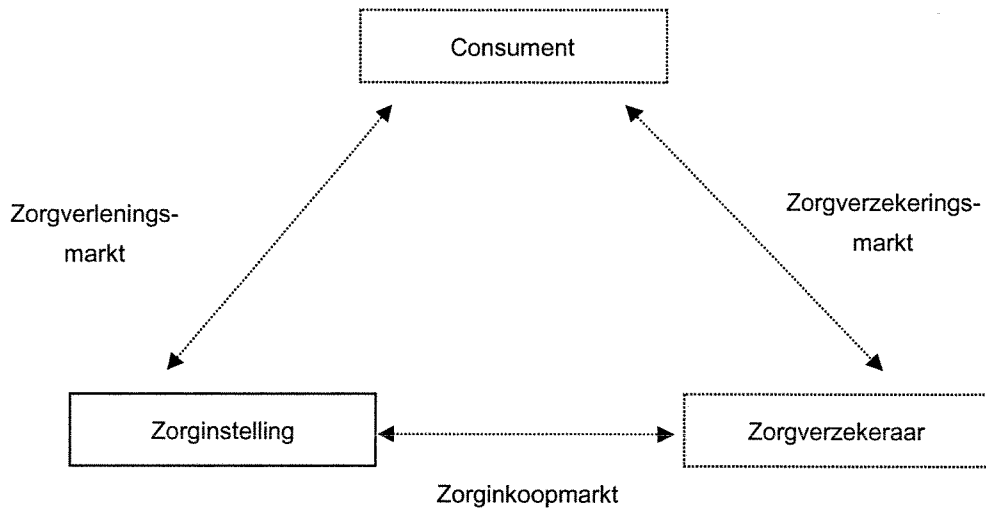 Consument
Zorgverlenings-
markt
Zorgverzekerings-
markt
Zorginstelling
Zorgverzekeraar
Zorginkoopmarkt